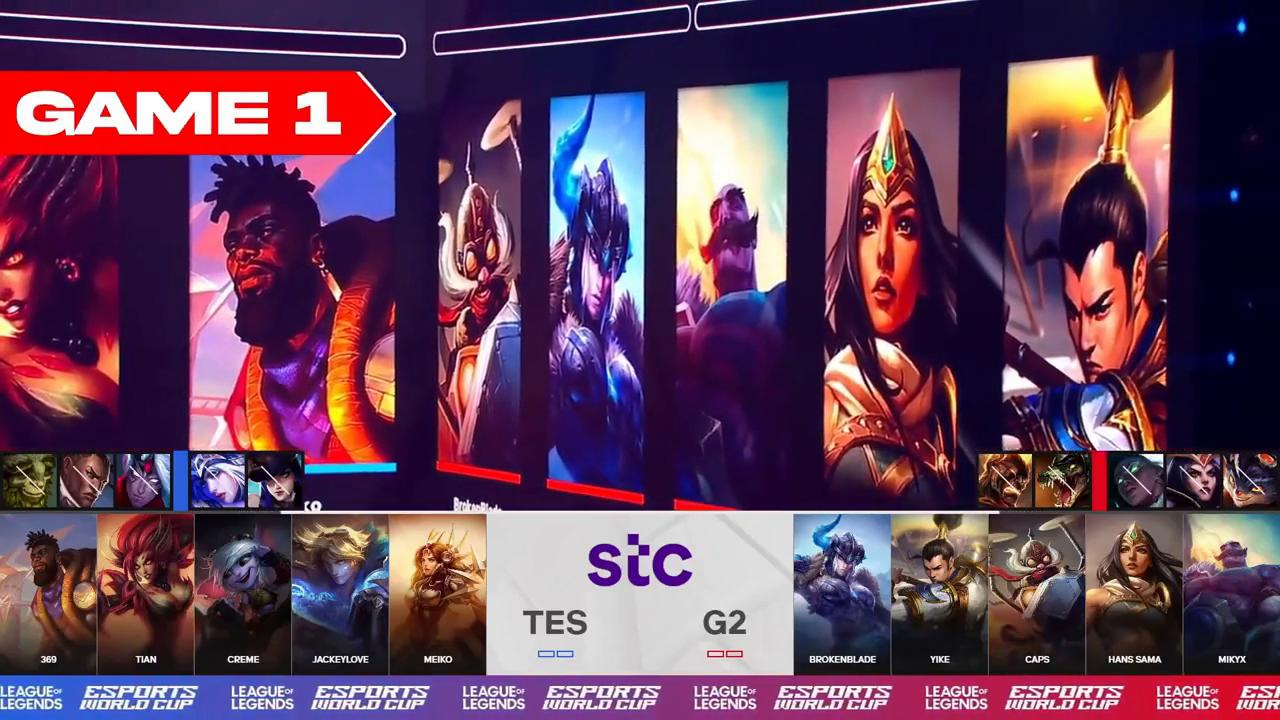 GAME 1
BrokenBlade
stc
TES
G2
369
TIAN
CREME
JACKEYLOVE
MEIKO
BROKENBLADE
YIKE
CAPS
HANS SAMA
MIKYX
LEAGUE OF LEGENDS ESPORTS WORLD CUP LEAGUE OF LEGENDS ESPORTS WORLD CUP LEAGUE OF LEGENDS ESPORTS WORLD CUP LEAGUE OF LEGENDS ESPORTS WORLD CUP LEAGUE OF LEGENDS ESPORTS WORLD CUP LEAGUE OF LEGENDS